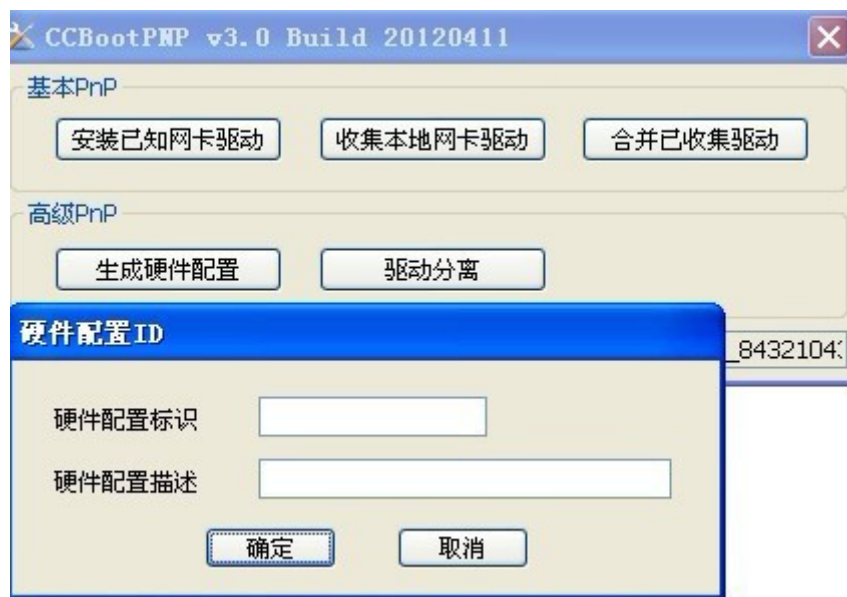 CCBootPNP v3.0 Build 20120411
基本PnP
安装已知网卡驱动 收集本地网卡驱动 合并已收集驱动
高级PnP
生成硬件配置 驱动分离
硬件配置ID
_8432104
硬件配置标识
硬件配置描述
确定 取消